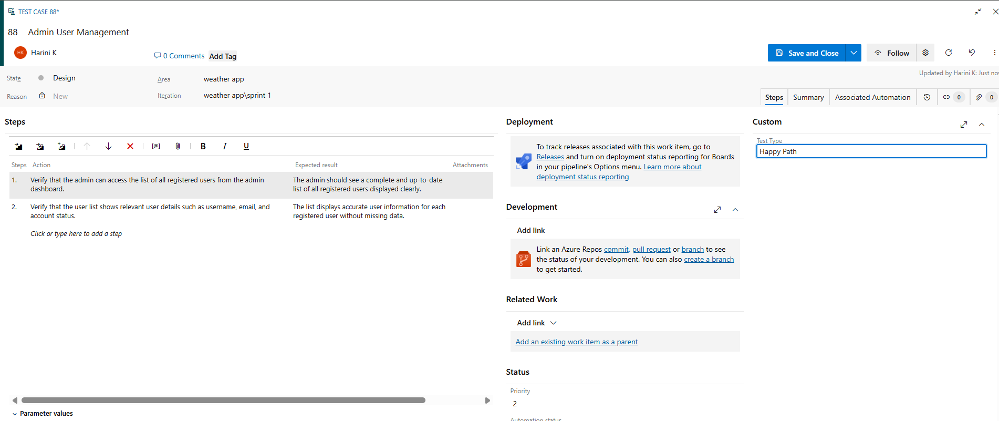 TEST CASE 88*
88 Admin User Management
HK Harini K
0 Comments Add Tag
Save and Close
Follow
State Design
Area weather app
Updated by Harini K: Just
Reason New
Iteration weather app\sprint 1
Steps Summary Associated Automation 0 0
Steps
Steps Action Expected result Attachments
1. Verify that the admin can access the list of all registered users from the admin
dashboard.
The admin should see a complete and up-to-date
list of all registered users displayed clearly.
2. Verify that the user list shows relevant user details such as username, email, and
account status.
The list displays accurate user information for each
registered user without missing data.
Click or type here to add a step
Parameter values
Deployment
To track releases associated with this work item, go to
Releases and turn on deployment status reporting for Boards
in your pipeline's Options menu. Learn more about
deployment status reporting
Development
Add link
Link an Azure Repos commit, pull request or branch to see
the status of your development. You can also create a branch
to get started.
Related Work
Add link
Add an existing work item as a parent
Status
Priority
2
Automation status
Custom
Test Type
Happy Path
B I U
[@]